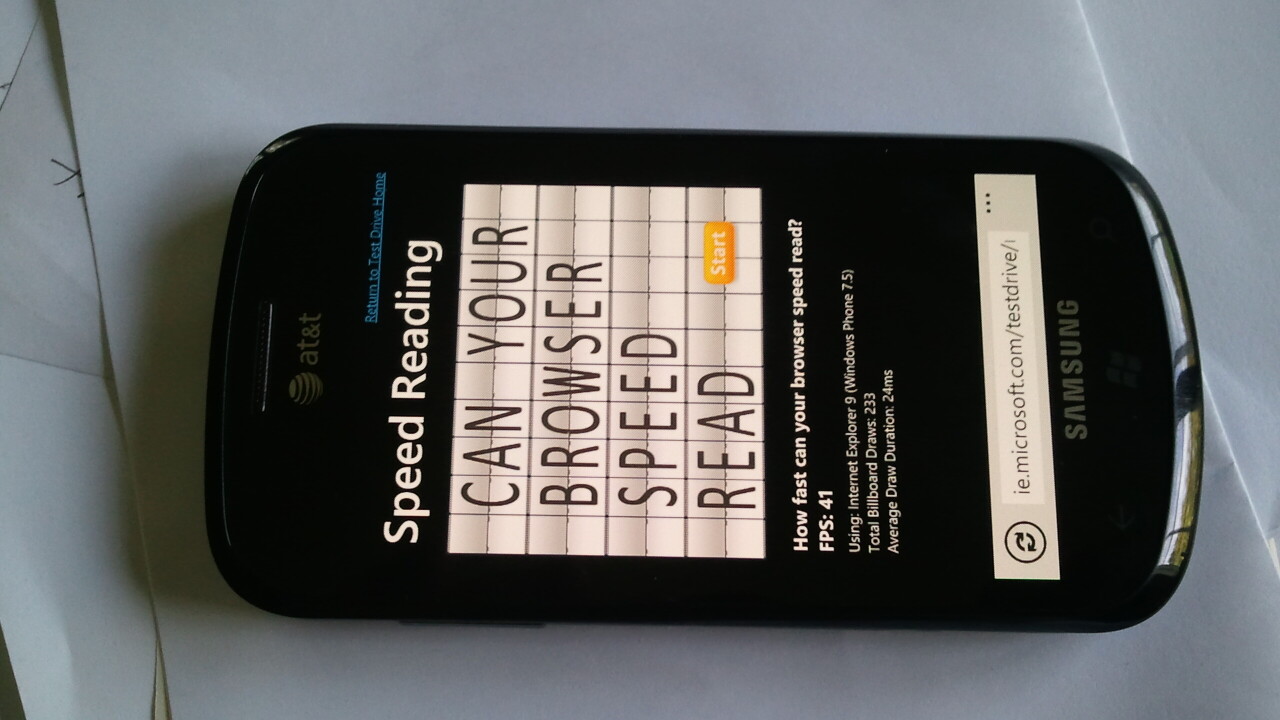 at&t
Return to Test Drive Home
Speed Reading
CAN YOUR
BROWSER
SPEED
READ
Start
How fast can your browser speed read?
FPS: 41
Using: Internet Explorer 9 (Windows Phone 7.5)
Total Billboard Draws: 233
Average Draw Duration: 24ms
ie.microsoft.com/testdrive/
...
SAMSUNG